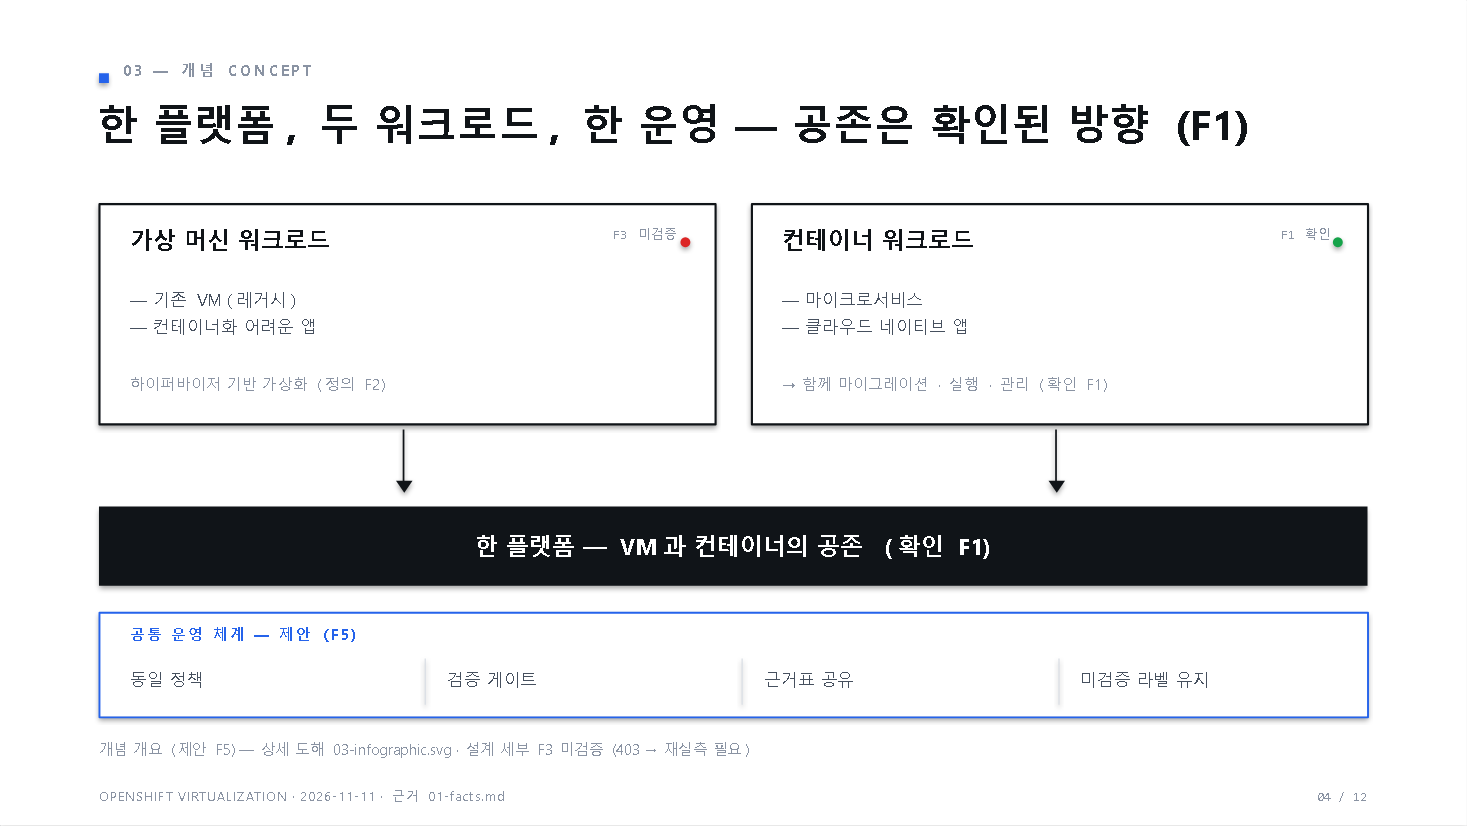 03 — 개념 CONCEPT
한 플랫폼, 두 워크로드, 한 운영 — 공존은 확인된 방향 (F1)
가상 머신 워크로드
F3 미검증
— 기존 VM (레거시)
— 컨테이너화 어려운 앱
하이퍼바이저 기반 가상화 (정의 F2)
컨테이너 워크로드
F1 확인
— 마이크로서비스
— 클라우드 네이티브 앱
→ 함께 마이그레이션 · 실행 · 관리 (확인 F1)
한 플랫폼 — VM과 컨테이너의 공존 (확인 F1)
공통 운영 체계 — 제안 (F5)
동일 정책
검증 게이트
근거표 공유
미검증 라벨 유지
개념 개요 (제안 F5) — 상세 도해 03-infographic.svg · 설계 세부 F3 미검증 (403 → 재실측 필요)
OPENSHIFT VIRTUALIZATION · 2026-11-11 · 근거 01-facts.md
04 / 12